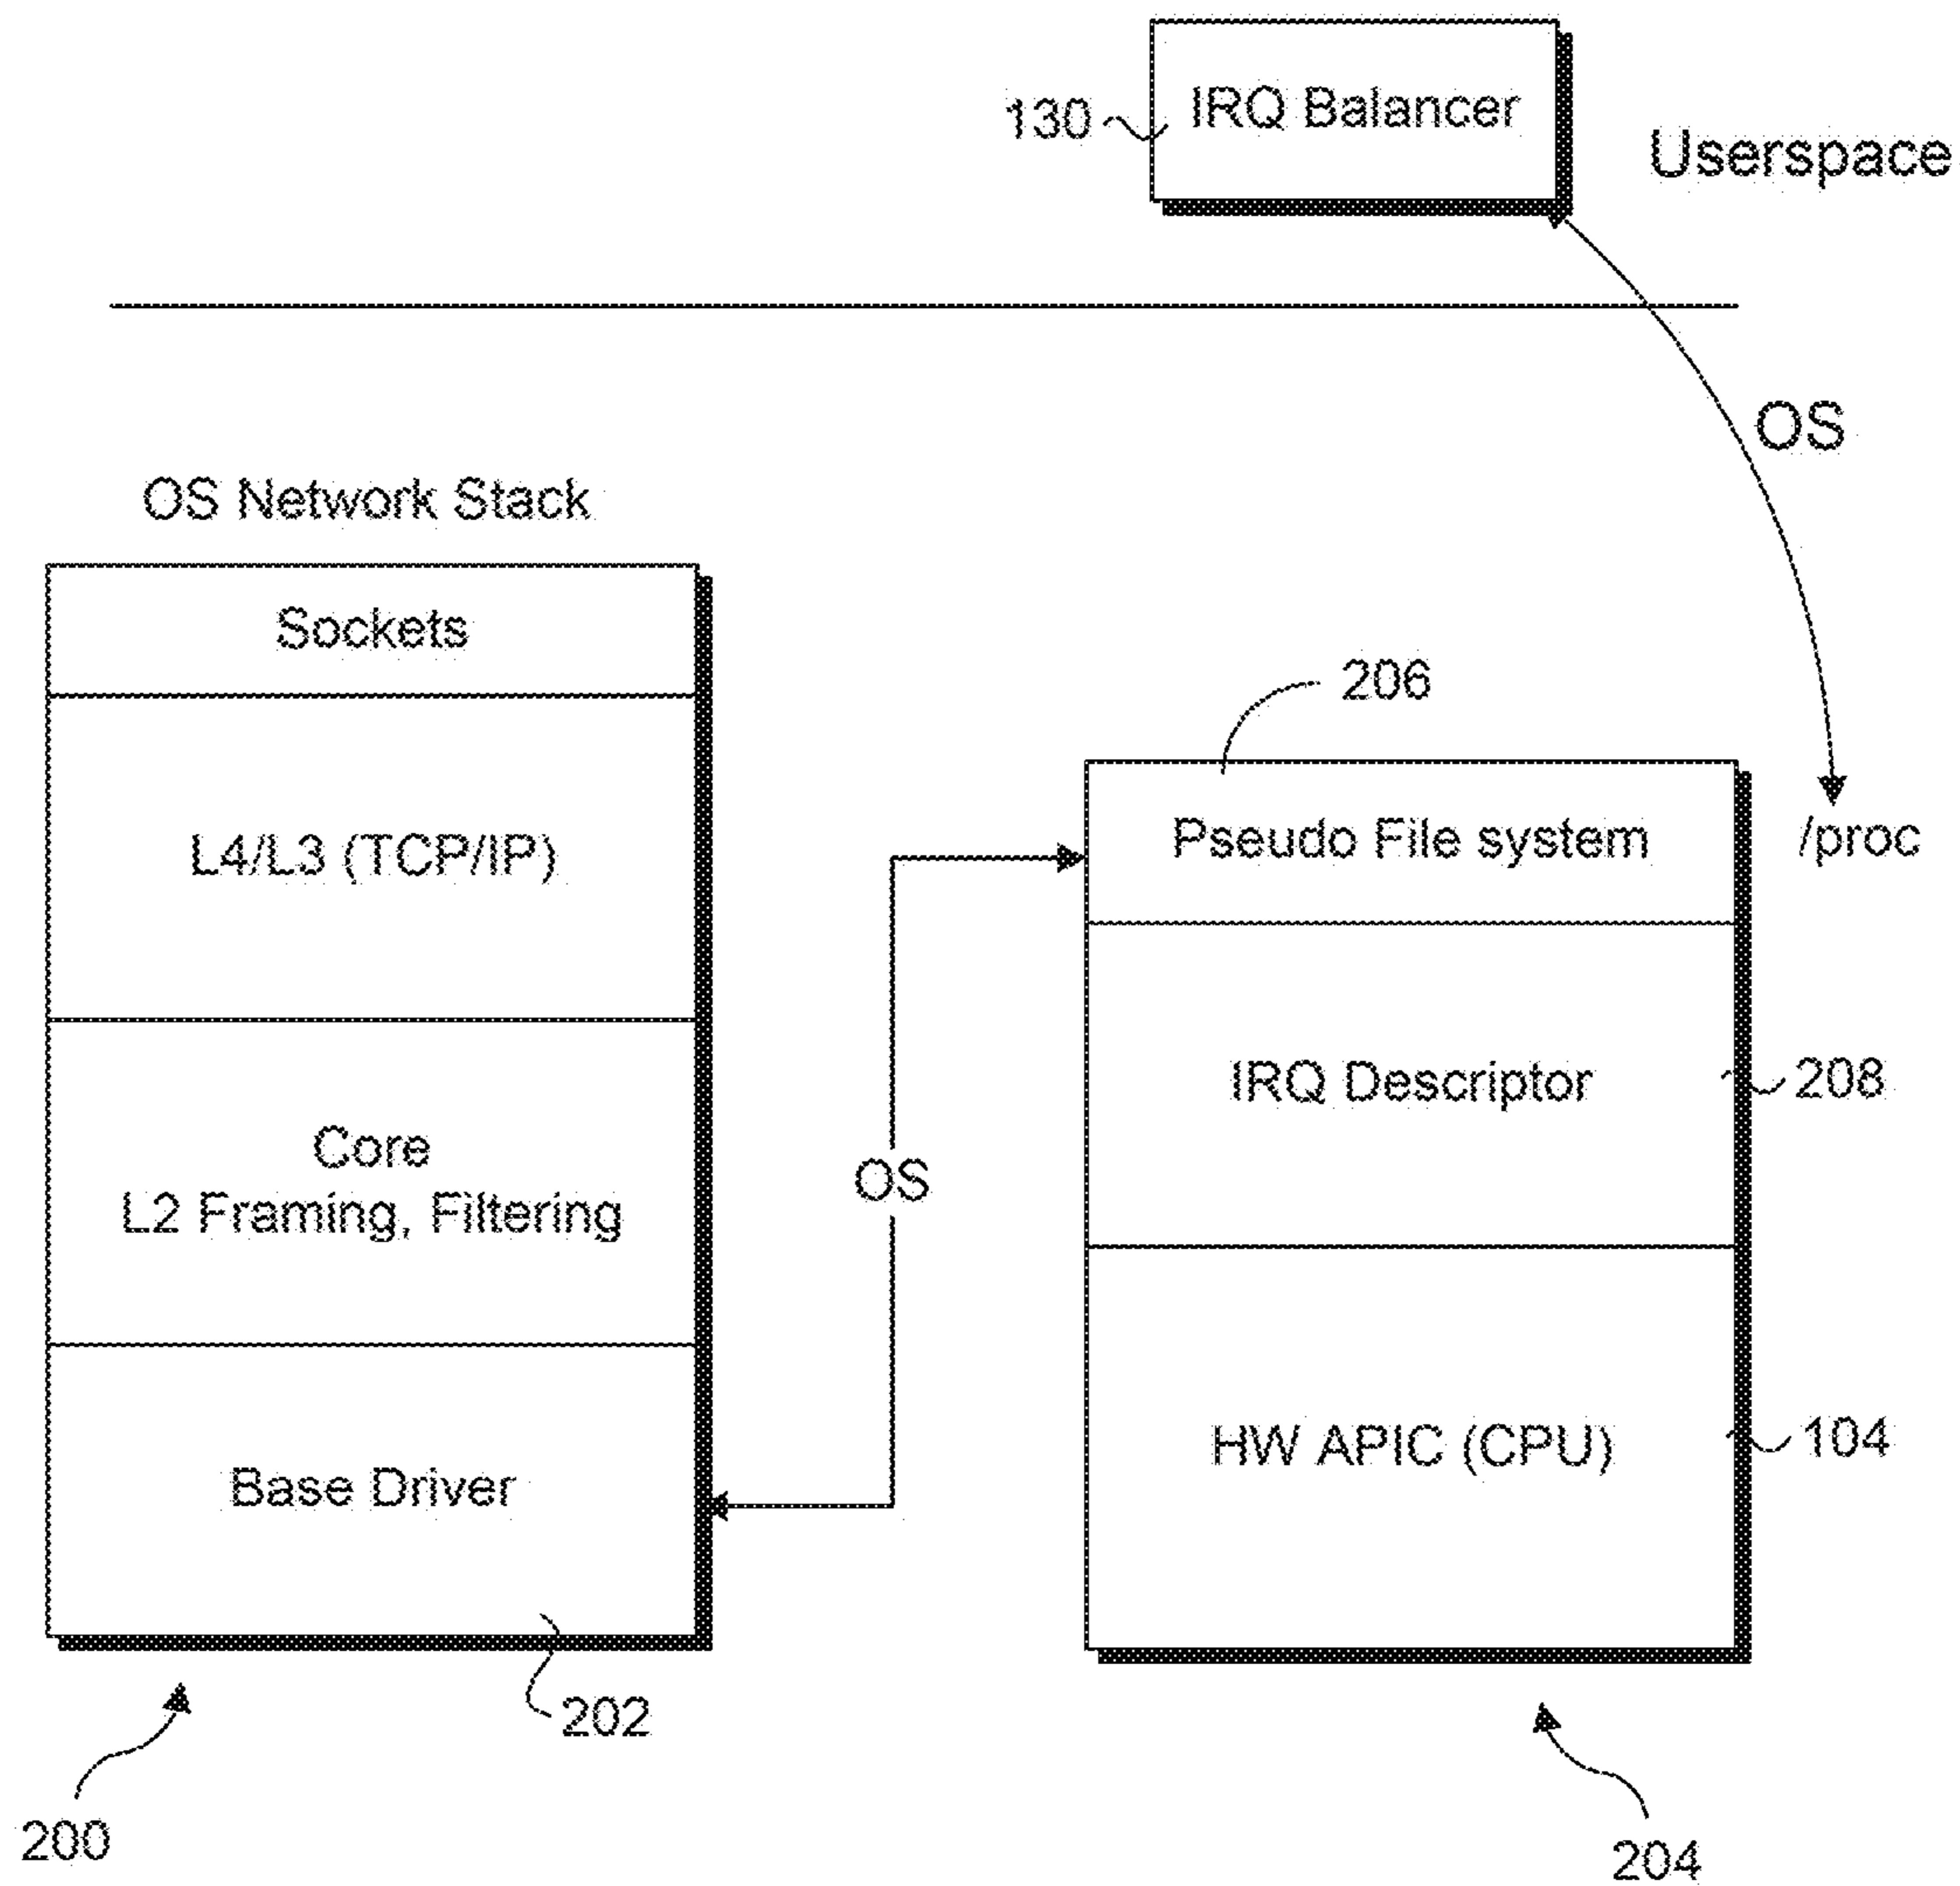 130
IRQ Balancer
Userspace
OS
OS Network Stack
Sockets
L4/L3 (TCP/IP)
Core
L2 Framing, Filtering
Base Driver
202
200
OS
206
Pseudo File system
/proc
IRQ Descriptor
208
HW APIC (CPU)
104
204